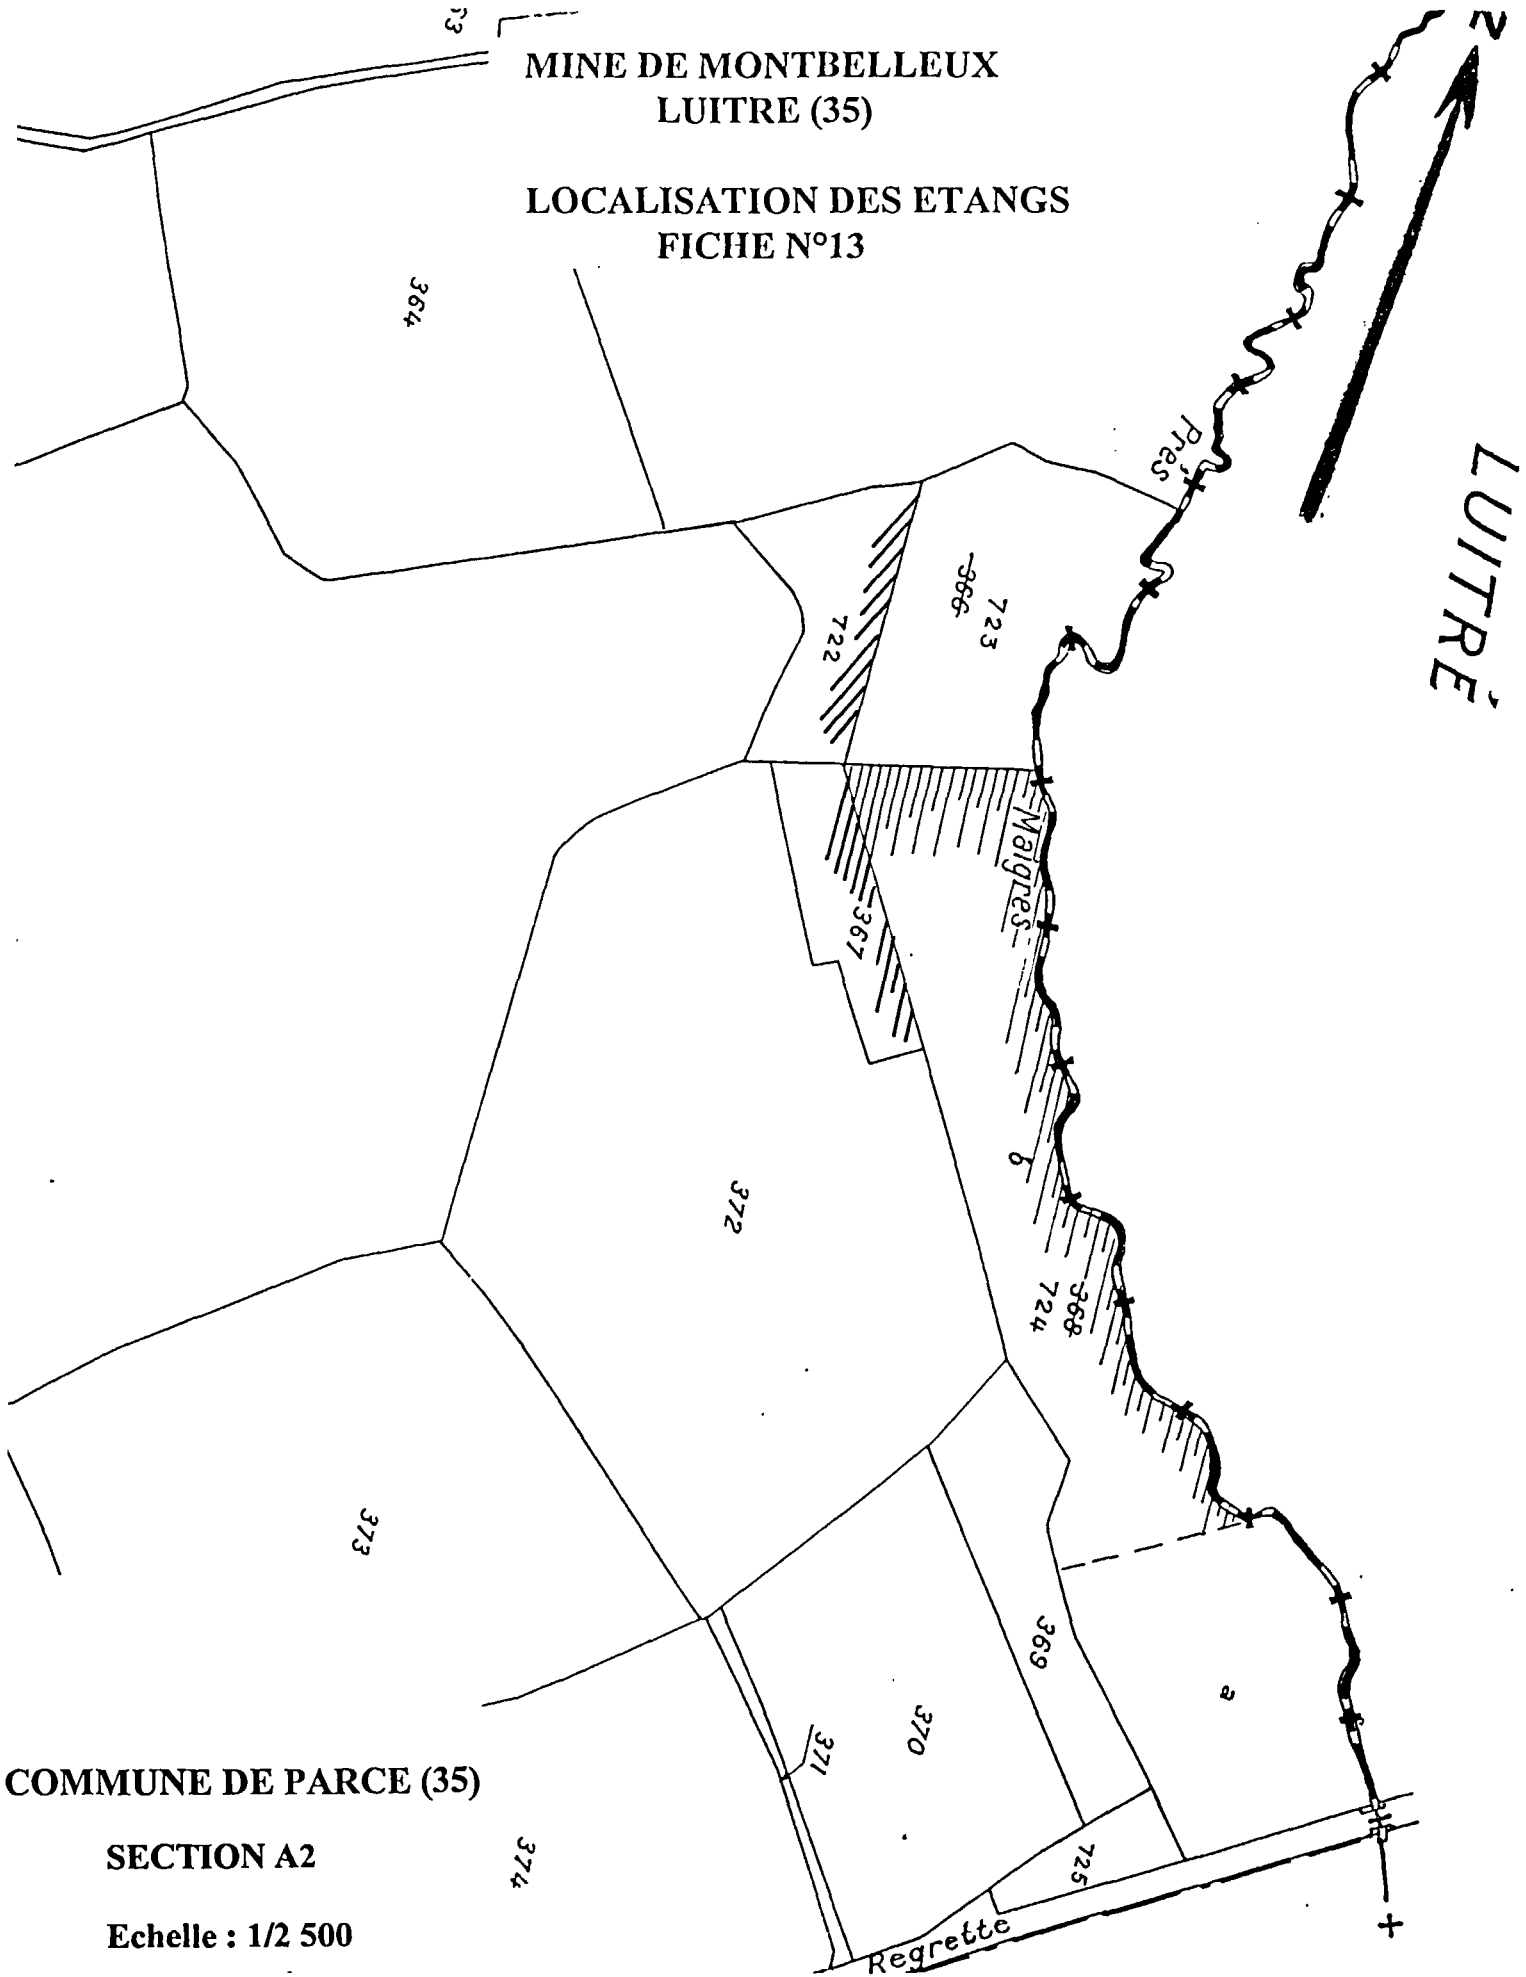 63
MINE DE MONTBELLEUX
LUITRE (35)
LOCALISATION DES ETANGS
FICHE N°13
N
LUITRÉ
364
Prés
366
723
722
Maigres
367
b
372
368
724
373
369
a
370
371
725
374
Regrette
COMMUNE DE PARCE (35)
SECTION A2
Echelle : 1/2 500